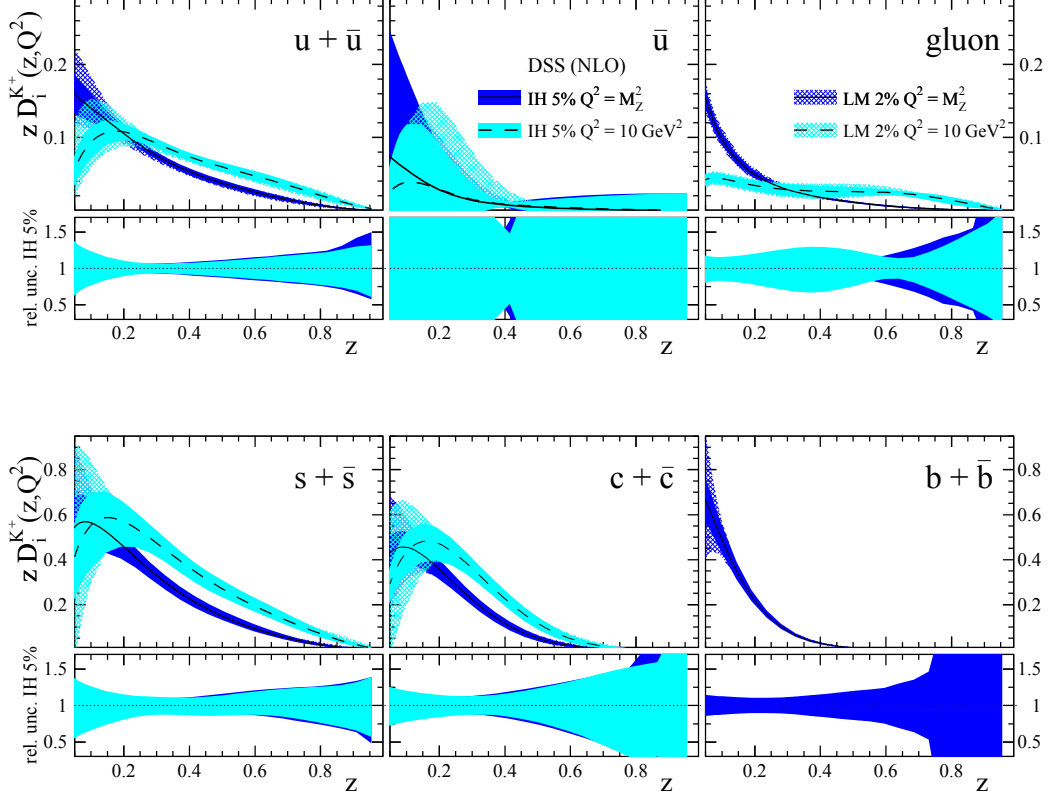 z D_i^{K^+}(z,Q^2)
u + ū
ū
gluon
DSS (NLO)
IH 5% Q^2 = M_Z^2
IH 5% Q^2 = 10 GeV^2
LM 2% Q^2 = M_Z^2
LM 2% Q^2 = 10 GeV^2
0.2
0.1
0.2
0.1
rel. unc. IH 5%
1.5
1
0.5
1.5
1
0.5
0.2 0.4 0.6 0.8
0.2 0.4 0.6 0.8
0.2 0.4 0.6 0.8
z
z
z
z D_i^{K^+}(z,Q^2)
s + s̄
c + c̄
b + b̄
0.8
0.6
0.4
0.2
0.8
0.6
0.4
0.2
rel. unc. IH 5%
1.5
1
0.5
1.5
1
0.5
0.2 0.4 0.6 0.8
0.2 0.4 0.6 0.8
0.2 0.4 0.6 0.8
z
z
z